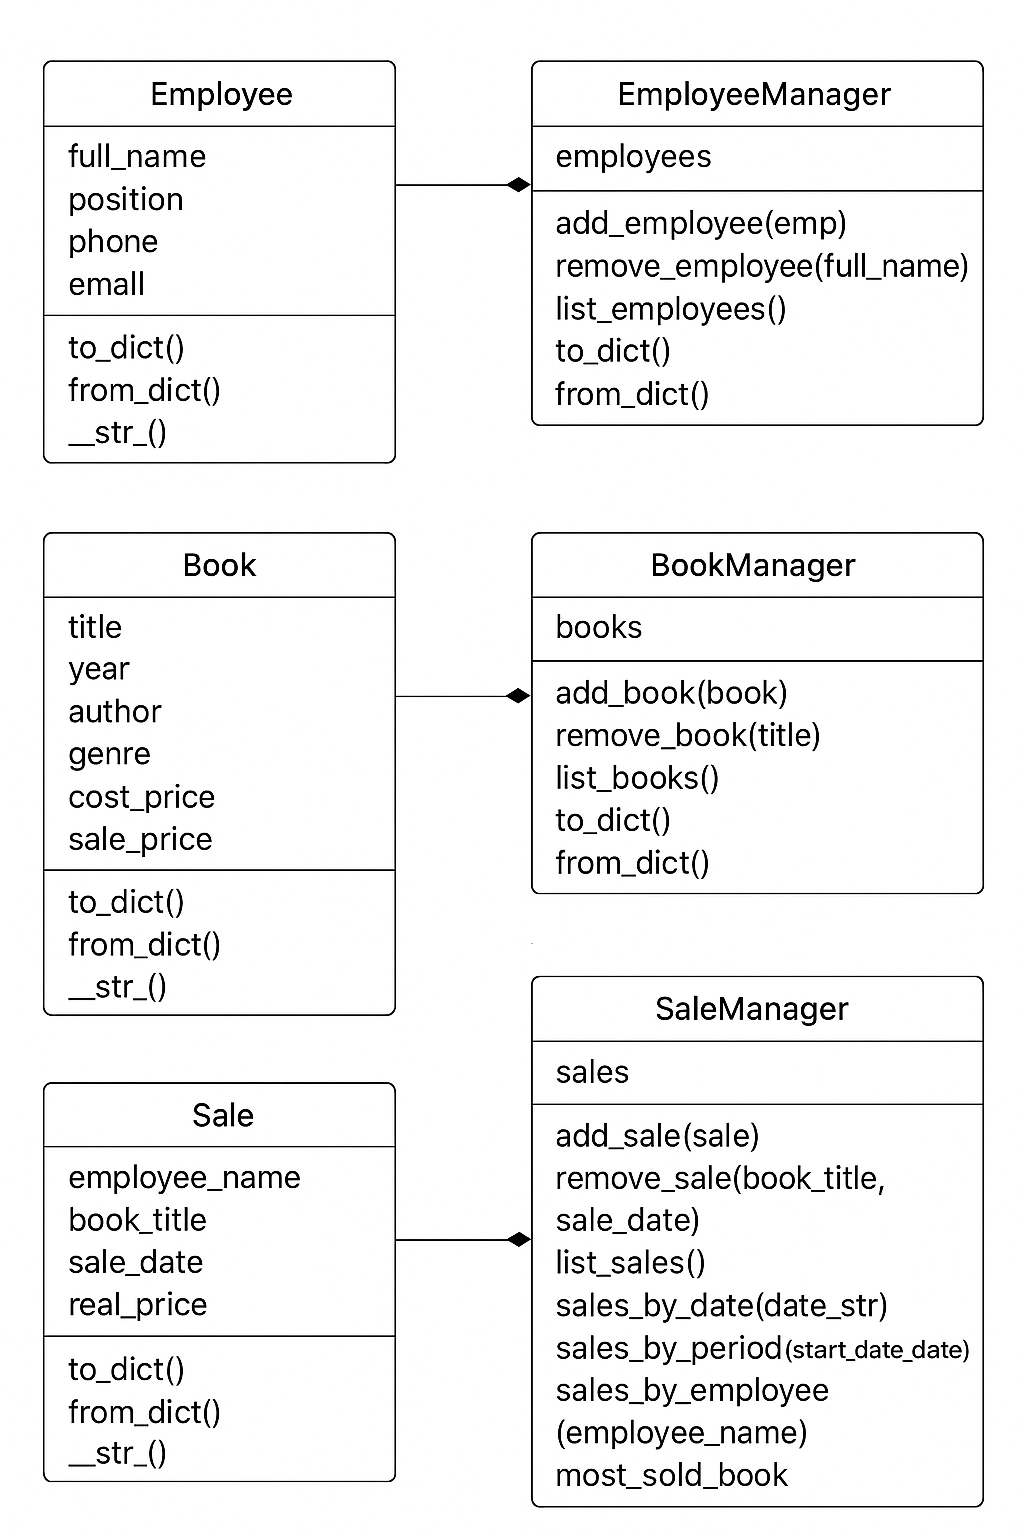 Employee
full_name
position
phone
emall
to_dict()
from_dict()
__str_()
EmployeeManager
employees
add_employee(emp)
remove_employee(full_name)
list_employees()
to_dict()
from_dict()
Book
title
year
author
genre
cost_price
sale_price
to_dict()
from_dict()
__str_()
BookManager
books
add_book(book)
remove_book(title)
list_books()
to_dict()
from_dict()
Sale
employee_name
book_title
sale_date
real_price
to_dict()
from_dict()
__str_()
SaleManager
sales
add_sale(sale)
remove_sale(book_title,
sale_date)
list_sales()
sales_by_date(date_str)
sales_by_period(start_date_date)
sales_by_employee
(employee_name)
most_sold_book